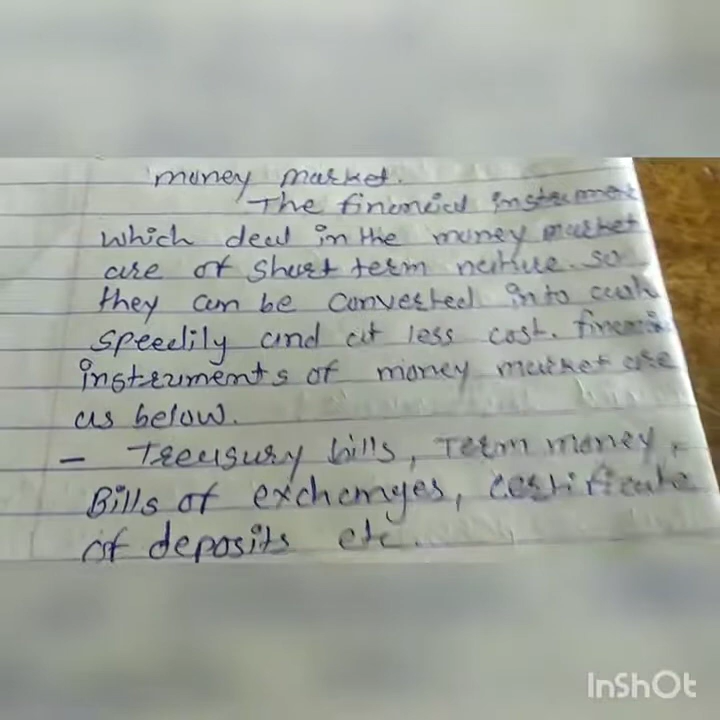 money market.
The financial instrument
which deal in the money market
are of short term nature. so
they can be converted into cash
speedily and at less cost. financial
instruments of money market are
as below.
- Treasury bills, Term money,
Bills of exchanges, certificate
of deposits etc.
InShOt